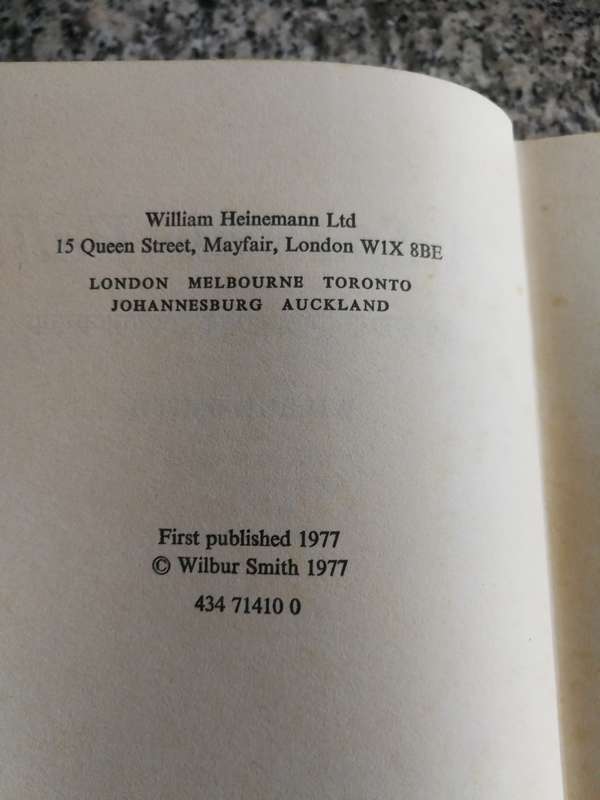 William Heinemann Ltd
15 Queen Street, Mayfair, London W1X 8BE
LONDON MELBOURNE TORONTO
JOHANNESBURG AUCKLAND
First published 1977
© Wilbur Smith 1977
434 71410 0